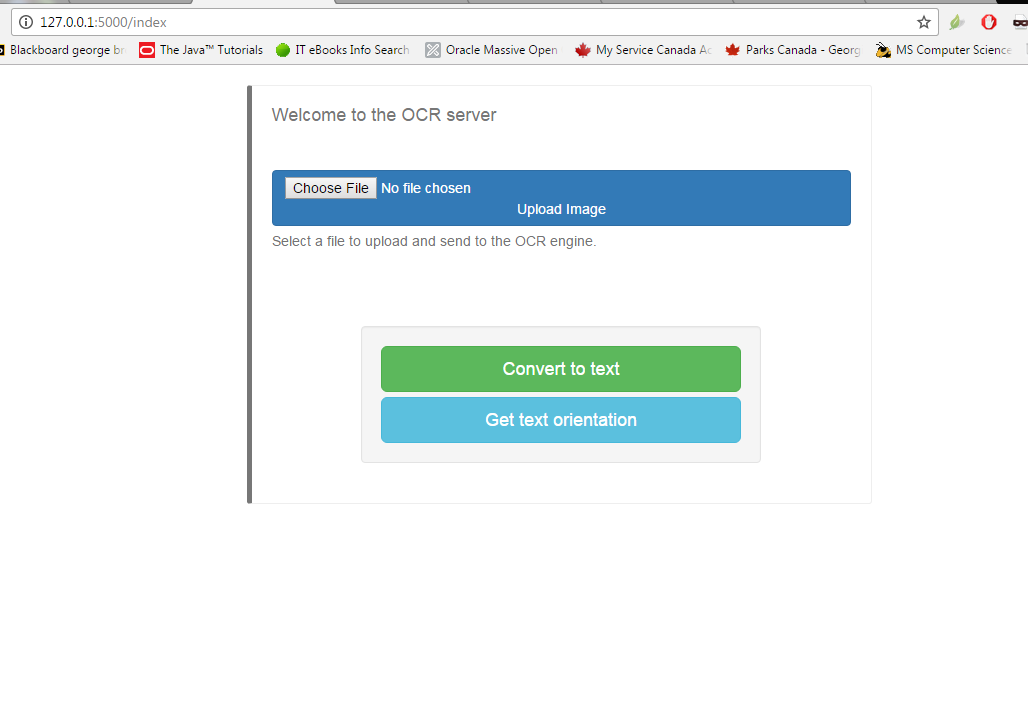 127.0.0.1:5000/index
Blackboard george br The Java™ Tutorials IT eBooks Info Search Oracle Massive Open My Service Canada Ac Parks Canada - Georg MS Computer Science
Welcome to the OCR server
Choose File No file chosen
Upload Image
Select a file to upload and send to the OCR engine.
Convert to text
Get text orientation